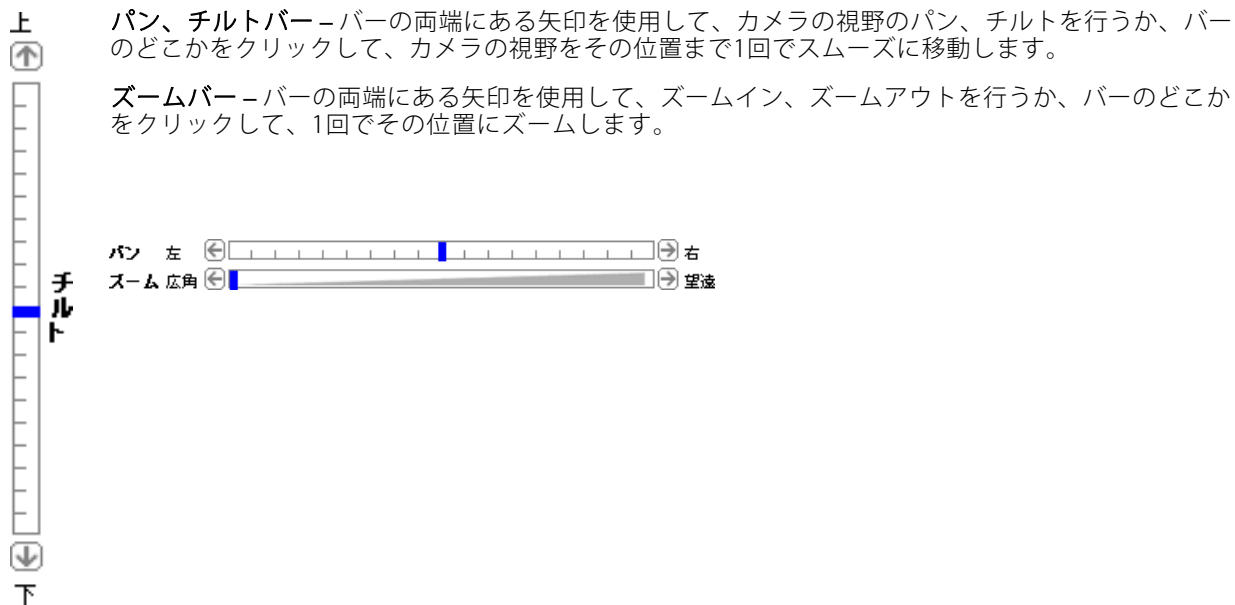 上
パン、チルトバー – バーの両端にある矢印を使用して、カメラの視野のパン、チルトを行うか、バー
のどこかをクリックして、カメラの視野をその位置まで1回でスムーズに移動します。
ズームバー – バーの両端にある矢印を使用して、ズームイン、ズームアウトを行うか、バーのどこか
をクリックして、1回でその位置にズームします。
パン 左 右
ズーム 広角 望遠
チルト
下